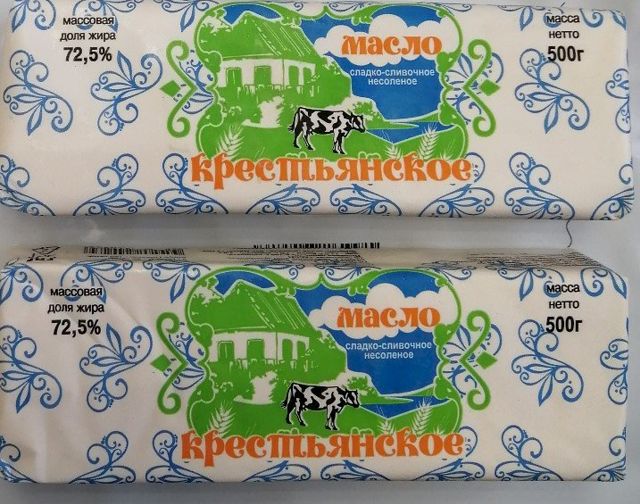 массовая
доля жира
72,5%
масло
сладко-сливочное
несоленое
крестьянское
масса
нетто
500г
массовая
доля жира
72,5%
масло
сладко-сливочное
несоленое
крестьянское
масса
нетто
500г